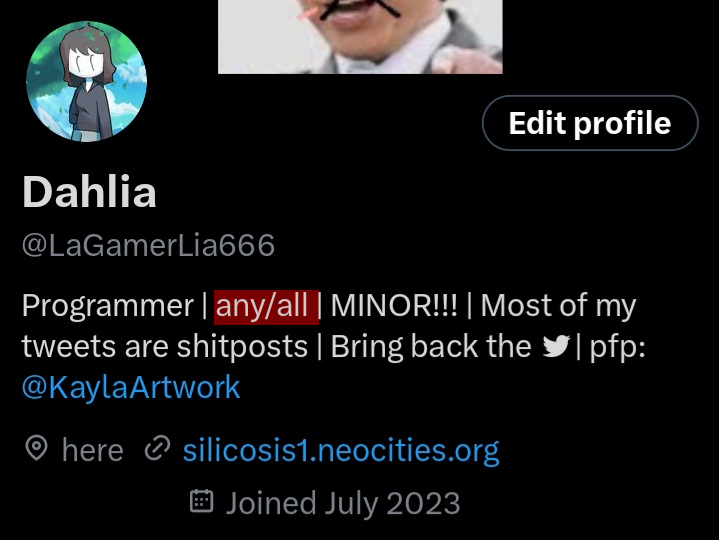 Edit profile
Dahlia
@LaGamerLia666
Programmer | any/all | MINOR!!! | Most of my
tweets are shitposts | Bring back the 🐦| pfp:
@KaylaArtwork
here silicosis1.neocities.org
Joined July 2023